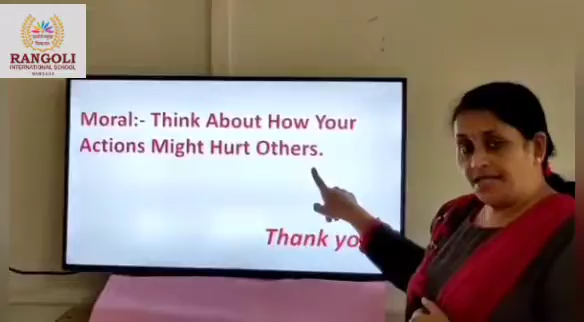 RANGOLI
INTERNATIONAL SCHOOL
Moral:- Think About How Your
Actions Might Hurt Others.
Thank yo